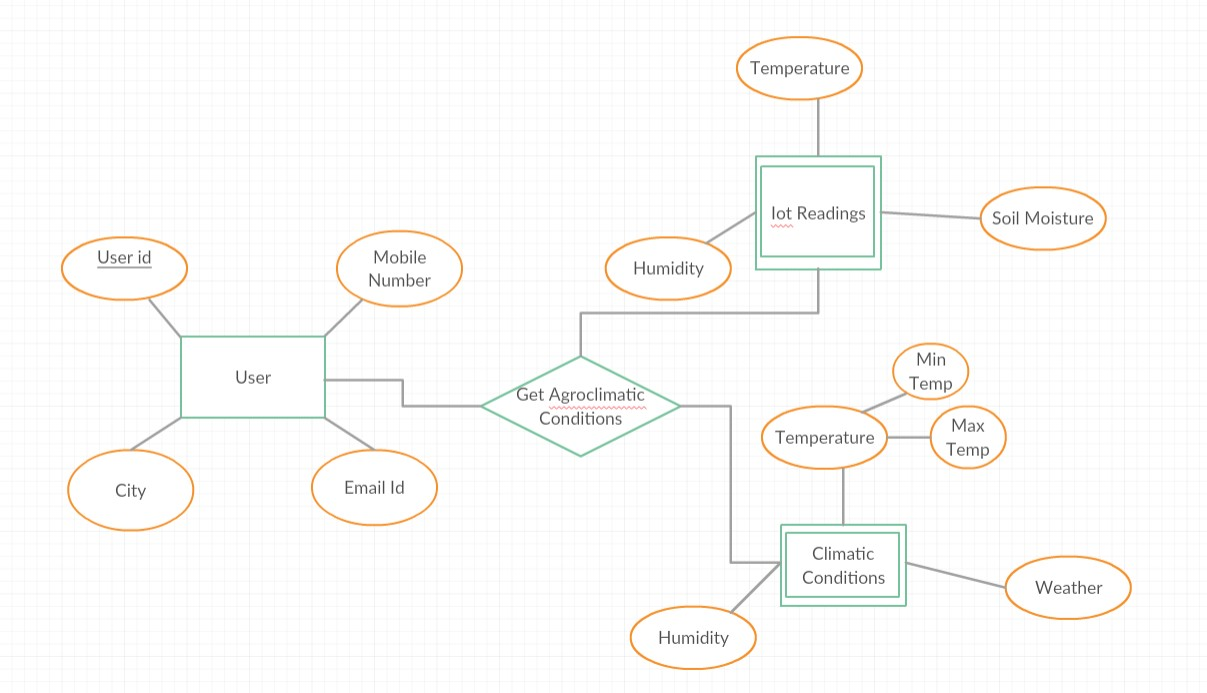 Temperature
Iot Readings
Soil Moisture
Humidity
User id
Mobile
Number
User
City
Email Id
Get Agroclimatic
Conditions
Min
Temp
Temperature
Max
Temp
Climatic
Conditions
Weather
Humidity